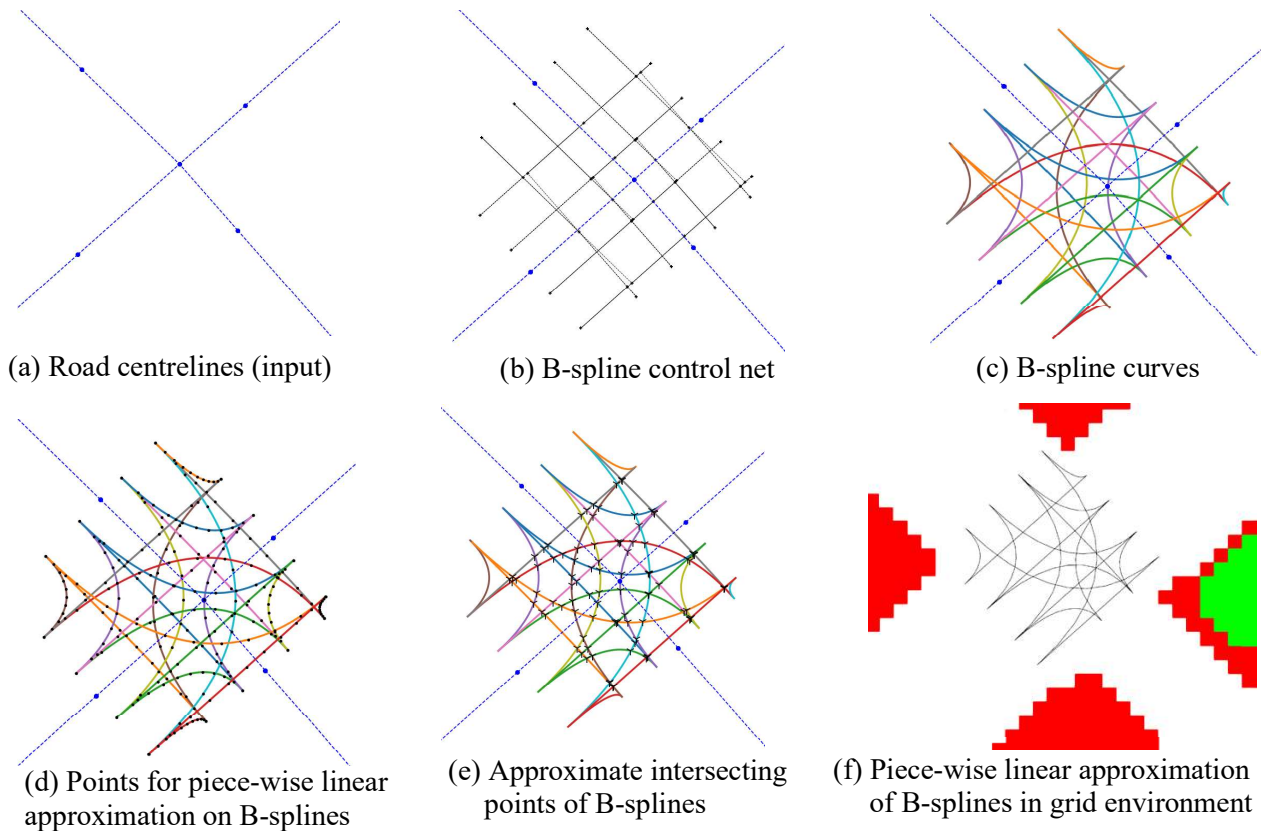 (a) Road centrelines (input)
(b) B-spline control net
(c) B-spline curves
(d) Points for piece-wise linear
approximation on B-splines
(e) Approximate intersecting
points of B-splines
(f) Piece-wise linear approximation
of B-splines in grid environment